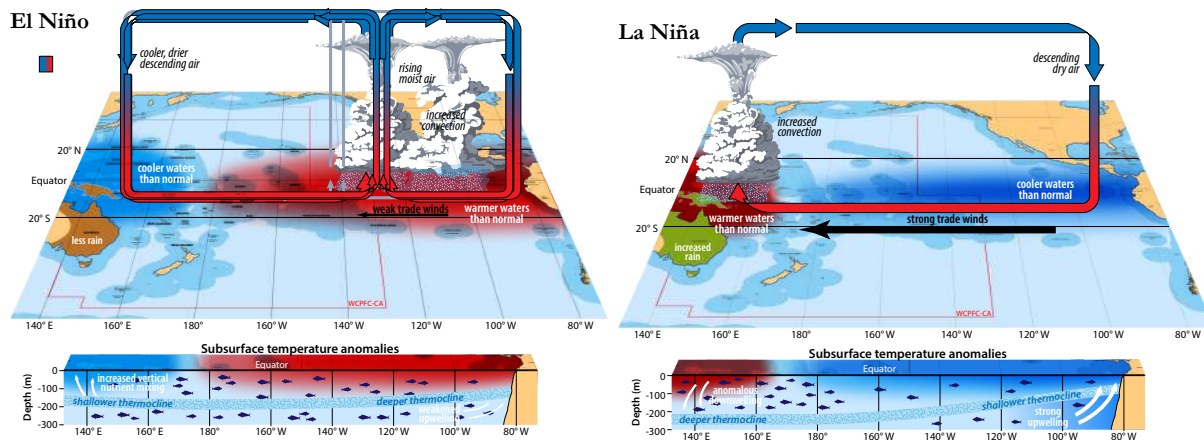 El Niño
cooler, drier
descending air
rising
moist air
increased
convection
20° N
cooler waters
than normal
Equator
weak trade winds
warmer waters
than normal
20° S
less rain
WCPFC-CA
140° E
160° E
180°
160° W
140° W
120° W
100° W
80° W
Subsurface temperature anomalies
Equator
Depth (m)
0
-100
-200
-300
increased vertical
nutrient mixing
shallower thermocline
deeper thermocline
weakened
upwelling
140° E
160° E
180°
160° W
140° W
120° W
100° W
80° W
La Niña
descending
dry air
increased
convection
20° N
Equator
cooler waters
than normal
warmer waters
than normal
strong trade winds
20° S
increased
rain
WCPFC-CA
140° E
160° E
180°
160° W
140° W
120° W
100° W
80° W
Subsurface temperature anomalies
Equator
Depth (m)
0
-100
-200
-300
anomalous
downwelling
deeper thermocline
shallower thermocline
strong
upwelling
140° E
160° E
180°
160° W
140° W
120° W
100° W
80° W